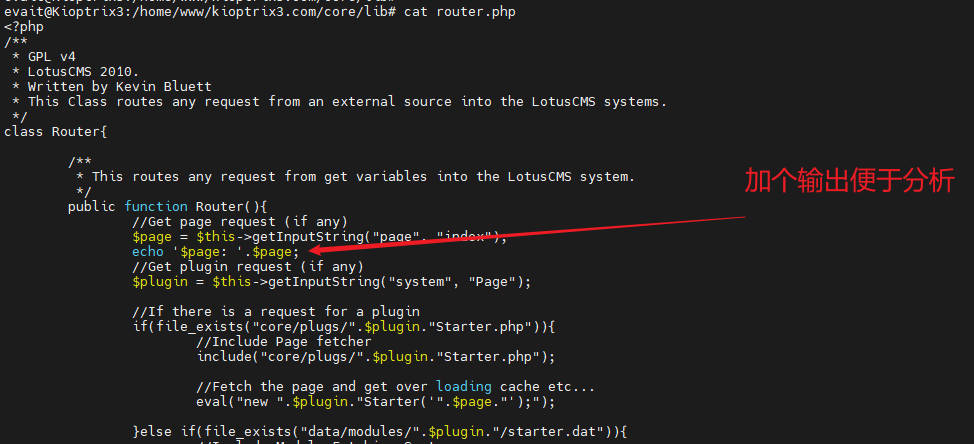 evait@Kioptrix3:/home/www/kioptrix3.com/core/lib# cat router.php
<?php
/**
 * GPL v4
 * LotusCMS 2010.
 * Written by Kevin Bluett
 * This Class routes any request from an external source into the LotusCMS systems.
 */
class Router{
/**
 * This routes any request from get variables into the LotusCMS system.
 */
public function Router(){
//Get page request (if any)
$page = $this->getInputString("page", "index");
echo '$page: '.$page;
//Get plugin request (if any)
$plugin = $this->getInputString("system", "Page");
//If there is a request for a plugin
if(file_exists("core/plugs/".$plugin."Starter.php")){
//Include Page fetcher
include("core/plugs/".$plugin."Starter.php");
//Fetch the page and get over loading cache etc...
eval("new ".$plugin."Starter('".$page."');");
}else if(file_exists("data/modules/".$plugin."/starter.dat")){
加个输出便于分析